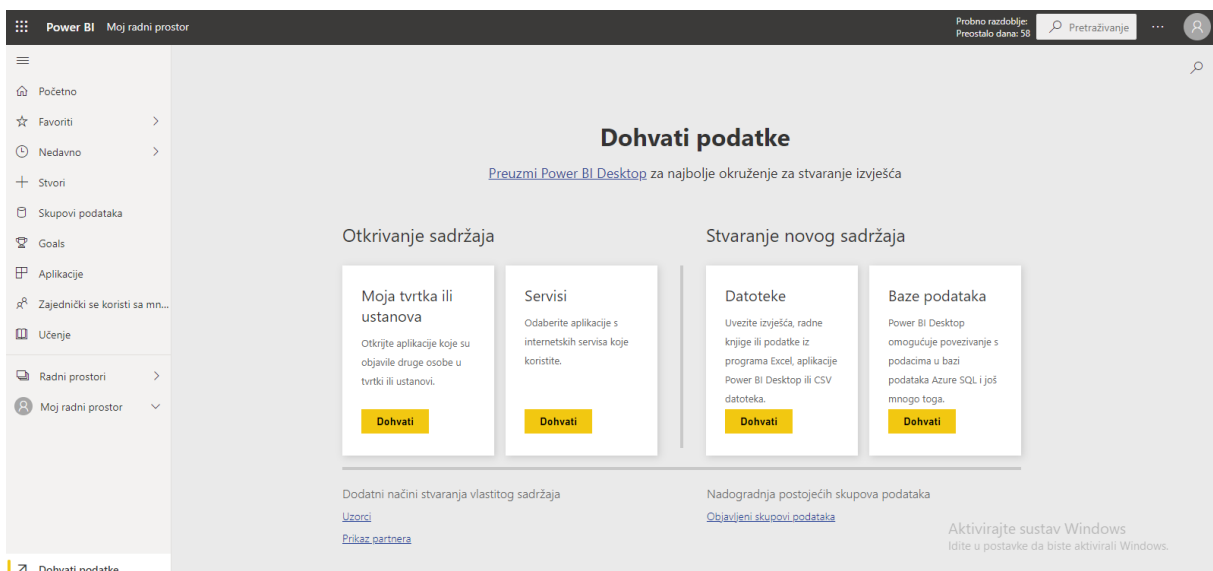 Power BI Moj radni prostor
Probno razdoblje:
Preostalo dana: 58
Pretraživanje
Početno
Favoriti
Nedavno
Stvori
Skupovi podataka
Goals
Aplikacije
Zajednički se koristi sa mn...
Učenje
Radni prostori
Moj radni prostor
Dohvati podatke
Dohvati podatke
Preuzmi Power BI Desktop za najbolje okruženje za stvaranje izvješća
Otkrivanje sadržaja
Moja tvrtka ili
ustanova
Otkrijte aplikacije koje su
objavile druge osobe u
tvrtki ili ustanovi.
Dohvati
Servisi
Odaberite aplikacije s
internetskih servisa koje
koristite.
Dohvati
Stvaranje novog sadržaja
Datoteke
Uvezite izvješća, radne
knjige ili podatke iz
programa Excel, aplikacije
Power BI Desktop ili CSV
datoteka.
Dohvati
Baze podataka
Power BI Desktop
omogućuje povezivanje s
podacima u bazi
podataka Azure SQL i još
mnogo toga.
Dohvati
Dodatni načini stvaranja vlastitog sadržaja
Uzorci
Prikaz partnera
Nadogradnja postojećih skupova podataka
Objavljeni skupovi podataka
Aktivirajte sustav Windows
Idite u postavke da biste aktivirali Windows.